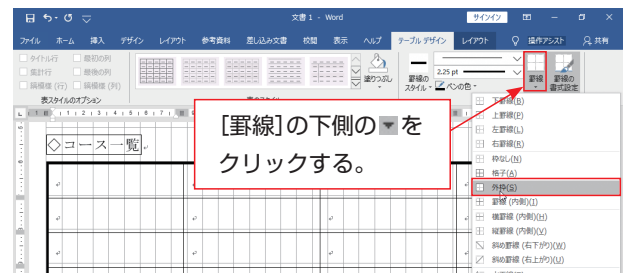 文書 1 - Word
サインイン
ファイル ホーム 挿入 デザイン レイアウト 参考資料 差し込み文書 校閲 表示 ヘルプ テーブル デザイン レイアウト 操作アシスト 共有
タイトル行 最初の列
集計行 最後の列
縞模様 (行) 縞模様 (列)
表スタイルのオプション
塗りつぶし
罫線の
スタイル
2.25 pt
ペンの色
罫線
罫線の
書式設定
[罫線]の下側の▼を
クリックする。
◇コース一覧
下罫線(B)
上罫線(P)
左罫線(L)
右罫線(R)
枠なし(N)
格子(A)
外枠(S)
罫線 (内側)(I)
横罫線 (内側)(H)
縦罫線 (内側)(V)
斜め罫線 (右下がり)(W)
斜め罫線 (右上がり)(U)